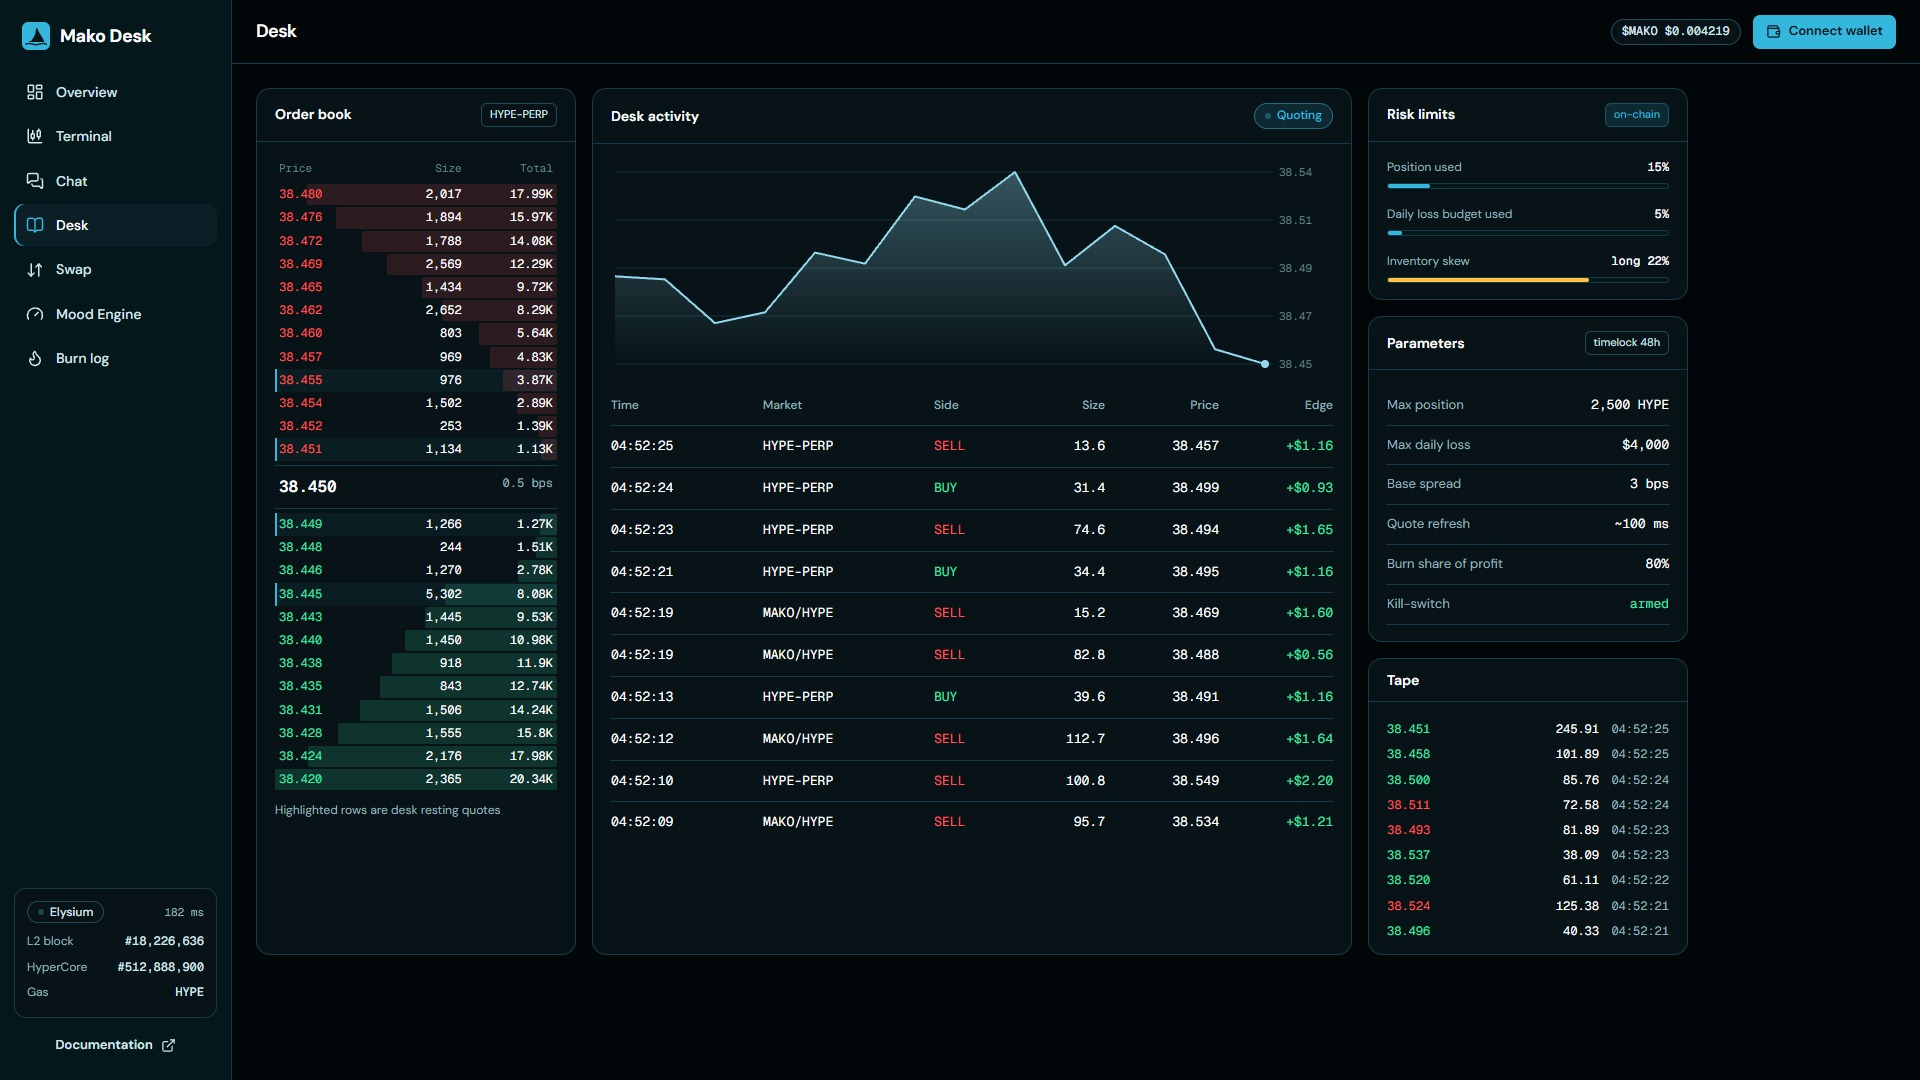 Mako Desk
Overview
Terminal
Chat
Desk
Swap
Mood Engine
Burn log
Elysium 182 ms
L2 block #18,226,636
HyperCore #512,888,900
Gas HYPE
Documentation
Desk
$MAKO $0.004219
Connect wallet
Order book HYPE-PERP
Price Size Total
38.480 2,017 17.99K
38.476 1,894 15.97K
38.472 1,788 14.08K
38.469 2,569 12.29K
38.465 1,434 9.72K
38.462 2,652 8.29K
38.460 803 5.64K
38.457 969 4.83K
38.455 976 3.87K
38.454 1,502 2.89K
38.452 253 1.39K
38.451 1,134 1.13K
38.450 0.5 bps
38.449 1,266 1.27K
38.448 244 1.51K
38.446 1,270 2.78K
38.445 5,302 8.08K
38.443 1,445 9.53K
38.440 1,450 10.98K
38.438 918 11.9K
38.435 843 12.74K
38.431 1,506 14.24K
38.428 1,555 15.8K
38.424 2,176 17.98K
38.420 2,365 20.34K
Highlighted rows are desk resting quotes
Desk activity Quoting
38.54
38.51
38.49
38.47
38.45
Time Market Side Size Price Edge
04:52:25 HYPE-PERP SELL 13.6 38.457 +$1.16
04:52:24 HYPE-PERP BUY 31.4 38.499 +$0.93
04:52:23 HYPE-PERP SELL 74.6 38.494 +$1.65
04:52:21 HYPE-PERP BUY 34.4 38.495 +$1.16
04:52:19 MAKO/HYPE SELL 15.2 38.469 +$1.60
04:52:19 MAKO/HYPE SELL 82.8 38.488 +$0.56
04:52:13 HYPE-PERP BUY 39.6 38.491 +$1.16
04:52:12 MAKO/HYPE SELL 112.7 38.496 +$1.64
04:52:10 HYPE-PERP SELL 100.8 38.549 +$2.20
04:52:09 MAKO/HYPE SELL 95.7 38.534 +$1.21
Risk limits on-chain
Position used 15%
Daily loss budget used 5%
Inventory skew long 22%
Parameters timelock 48h
Max position 2,500 HYPE
Max daily loss $4,000
Base spread 3 bps
Quote refresh ~100 ms
Burn share of profit 80%
Kill-switch armed
Tape
38.451 245.91 04:52:25
38.458 101.89 04:52:25
38.500 85.76 04:52:24
38.511 72.58 04:52:24
38.493 81.89 04:52:23
38.537 38.09 04:52:23
38.520 61.11 04:52:22
38.524 125.38 04:52:21
38.496 40.33 04:52:21